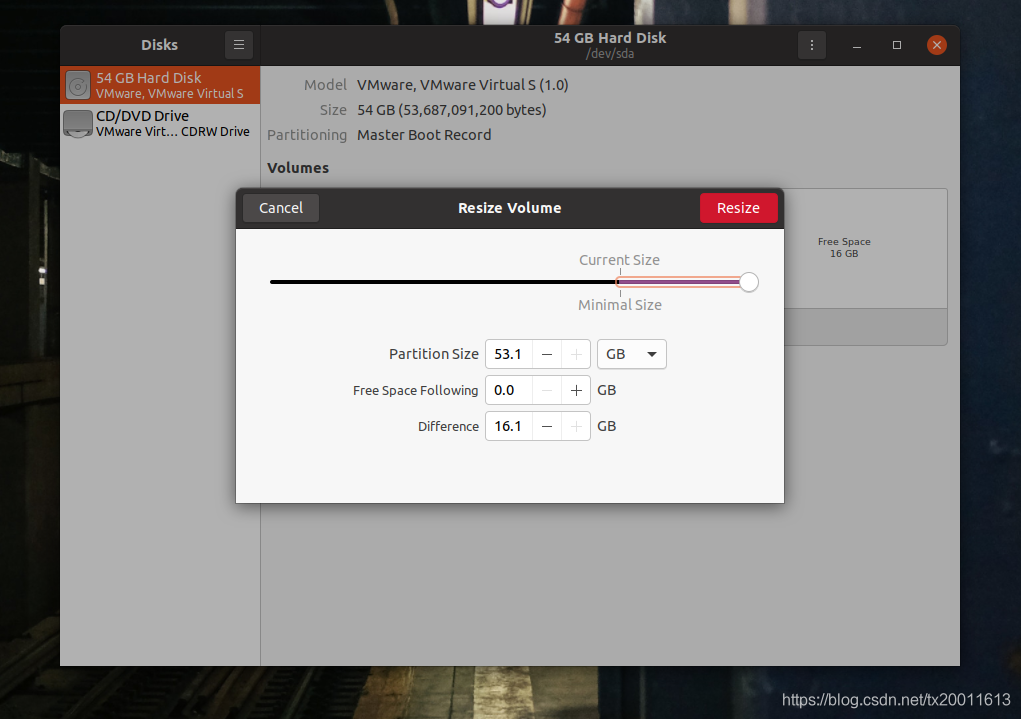 Disks
54 GB Hard Disk
/dev/sda
54 GB Hard Disk
VMware, VMware Virtual S
CD/DVD Drive
VMware Virt... CDRW Drive
Model VMware, VMware Virtual S (1.0)
Size 54 GB (53,687,091,200 bytes)
Partitioning Master Boot Record
Volumes
Free Space
16 GB
Cancel
Resize Volume
Resize
Current Size
Minimal Size
Partition Size 53.1 − + GB
Free Space Following 0.0 − + GB
Difference 16.1 − + GB
https://blog.csdn.net/tx20011613